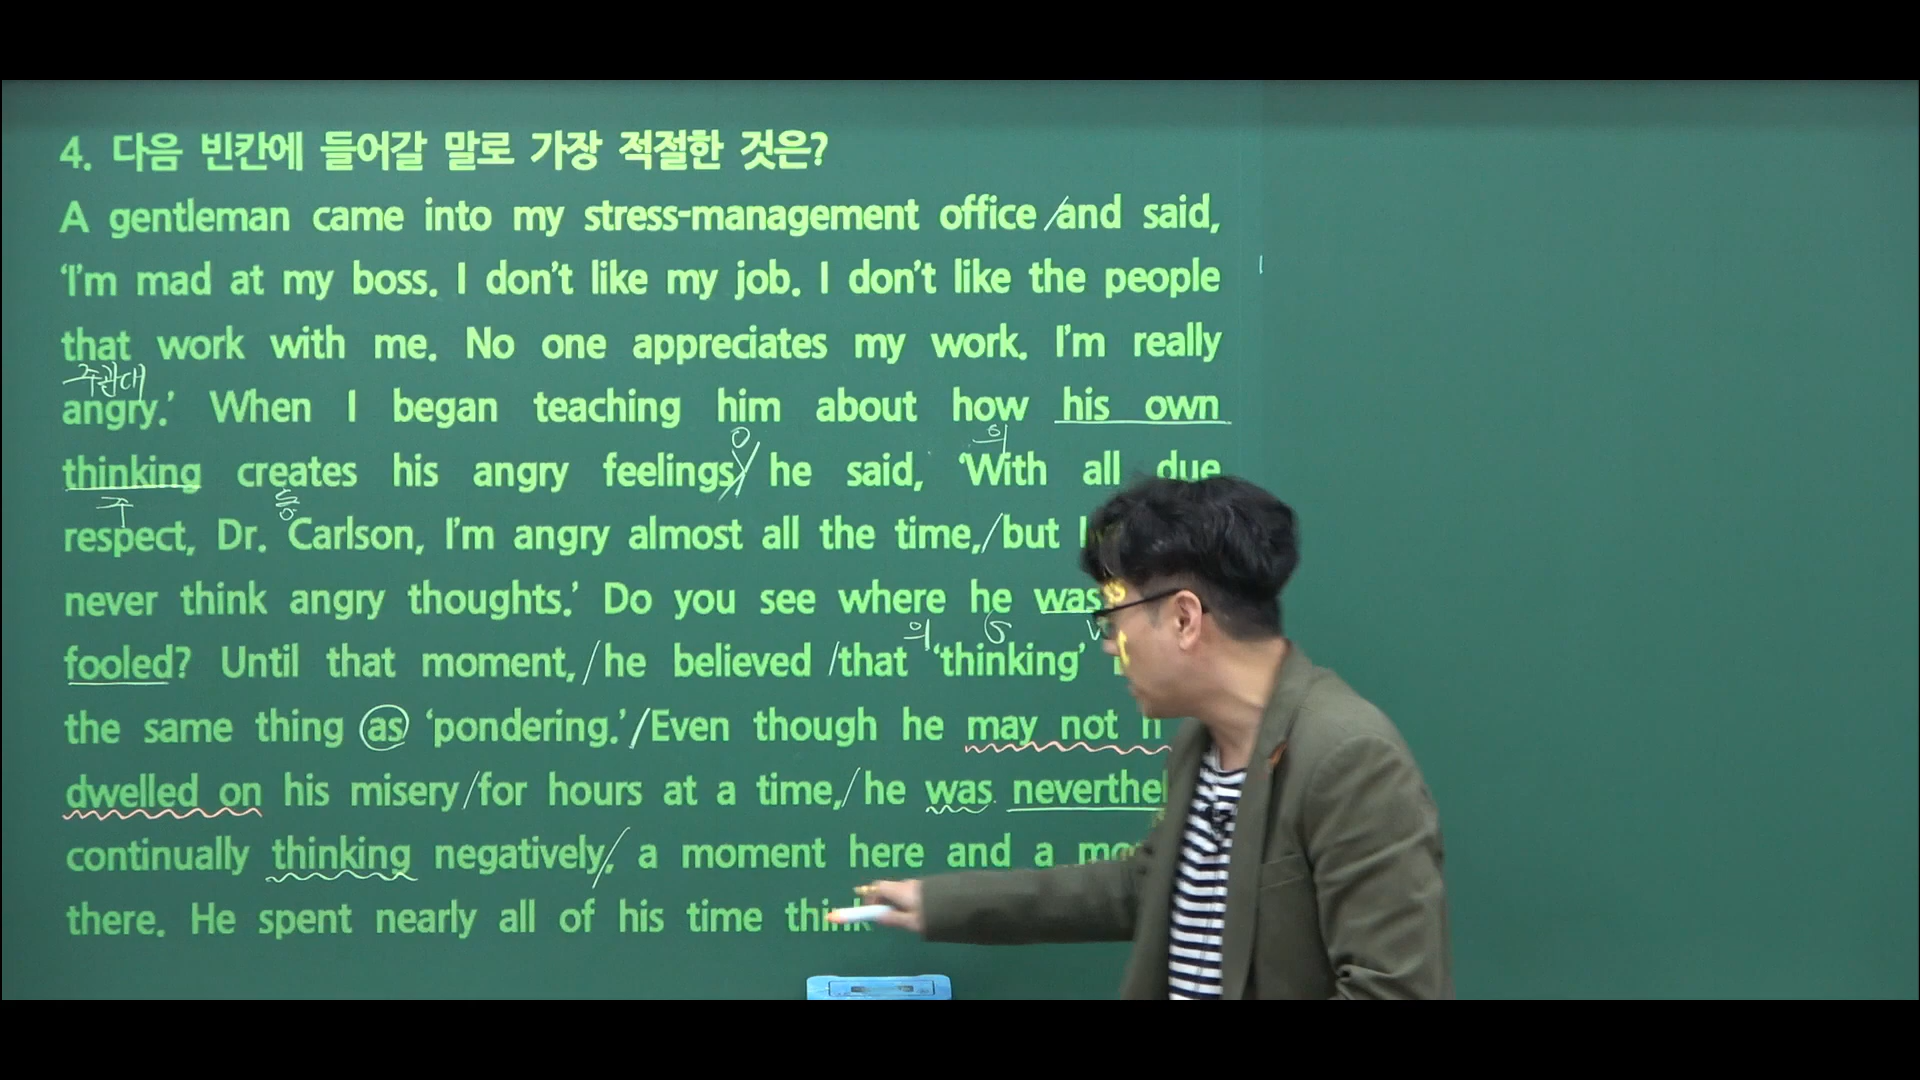 4. 다음 빈칸에 들어갈 말로 가장 적절한 것은?
A gentleman came into my stress-management office and said,
‘I’m mad at my boss. I don’t like my job. I don’t like the people
that work with me. No one appreciates my work. I’m really
주관대
angry.’ When I began teaching him about how his own
thinking creates his angry feelings, he said, ‘With all due
respect, Dr. Carlson, I’m angry almost all the time, but I
never think angry thoughts.’ Do you see where he was
fooled? Until that moment, he believed that ‘thinking’
the same thing as ‘pondering.’ Even though he may not
dwelled on his misery for hours at a time, he was
continually thinking negatively, a moment here and a
there. He spent nearly all of his time